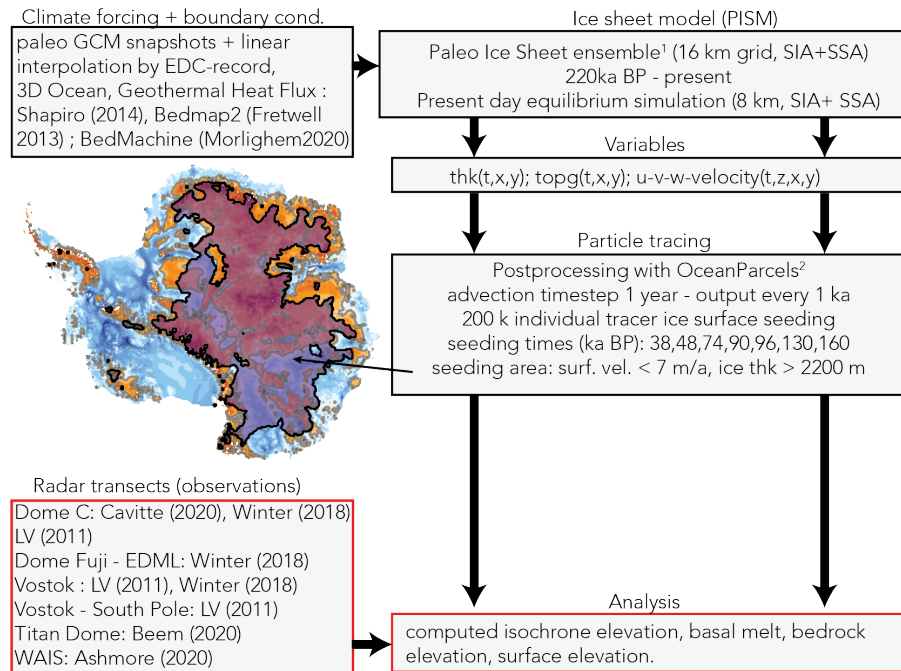 Climate forcing + boundary cond.
paleo GCM snapshots + linear
interpolation by EDC-record,
3D Ocean, Geothermal Heat Flux :
Shapiro (2014), Bedmap2 (Fretwell
2013) ; BedMachine (Morlighem2020)
Ice sheet model (PISM)
Paleo Ice Sheet ensemble¹ (16 km grid, SIA+SSA)
220ka BP - present
Present day equilibrium simulation (8 km, SIA+ SSA)
Variables
thk(t,x,y); topg(t,x,y); u-v-w-velocity(t,z,x,y)
Particle tracing
Postprocessing with OceanParcels²
advection timestep 1 year - output every 1 ka
200 k individual tracer ice surface seeding
seeding times (ka BP): 38,48,74,90,96,130,160
seeding area: surf. vel. < 7 m/a, ice thk > 2200 m
Radar transects (observations)
Dome C: Cavitte (2020), Winter (2018)
LV (2011)
Dome Fuji - EDML: Winter (2018)
Vostok : LV (2011), Winter (2018)
Vostok - South Pole: LV (2011)
Titan Dome: Beem (2020)
WAIS: Ashmore (2020)
Analysis
computed isochrone elevation, basal melt, bedrock
elevation, surface elevation.